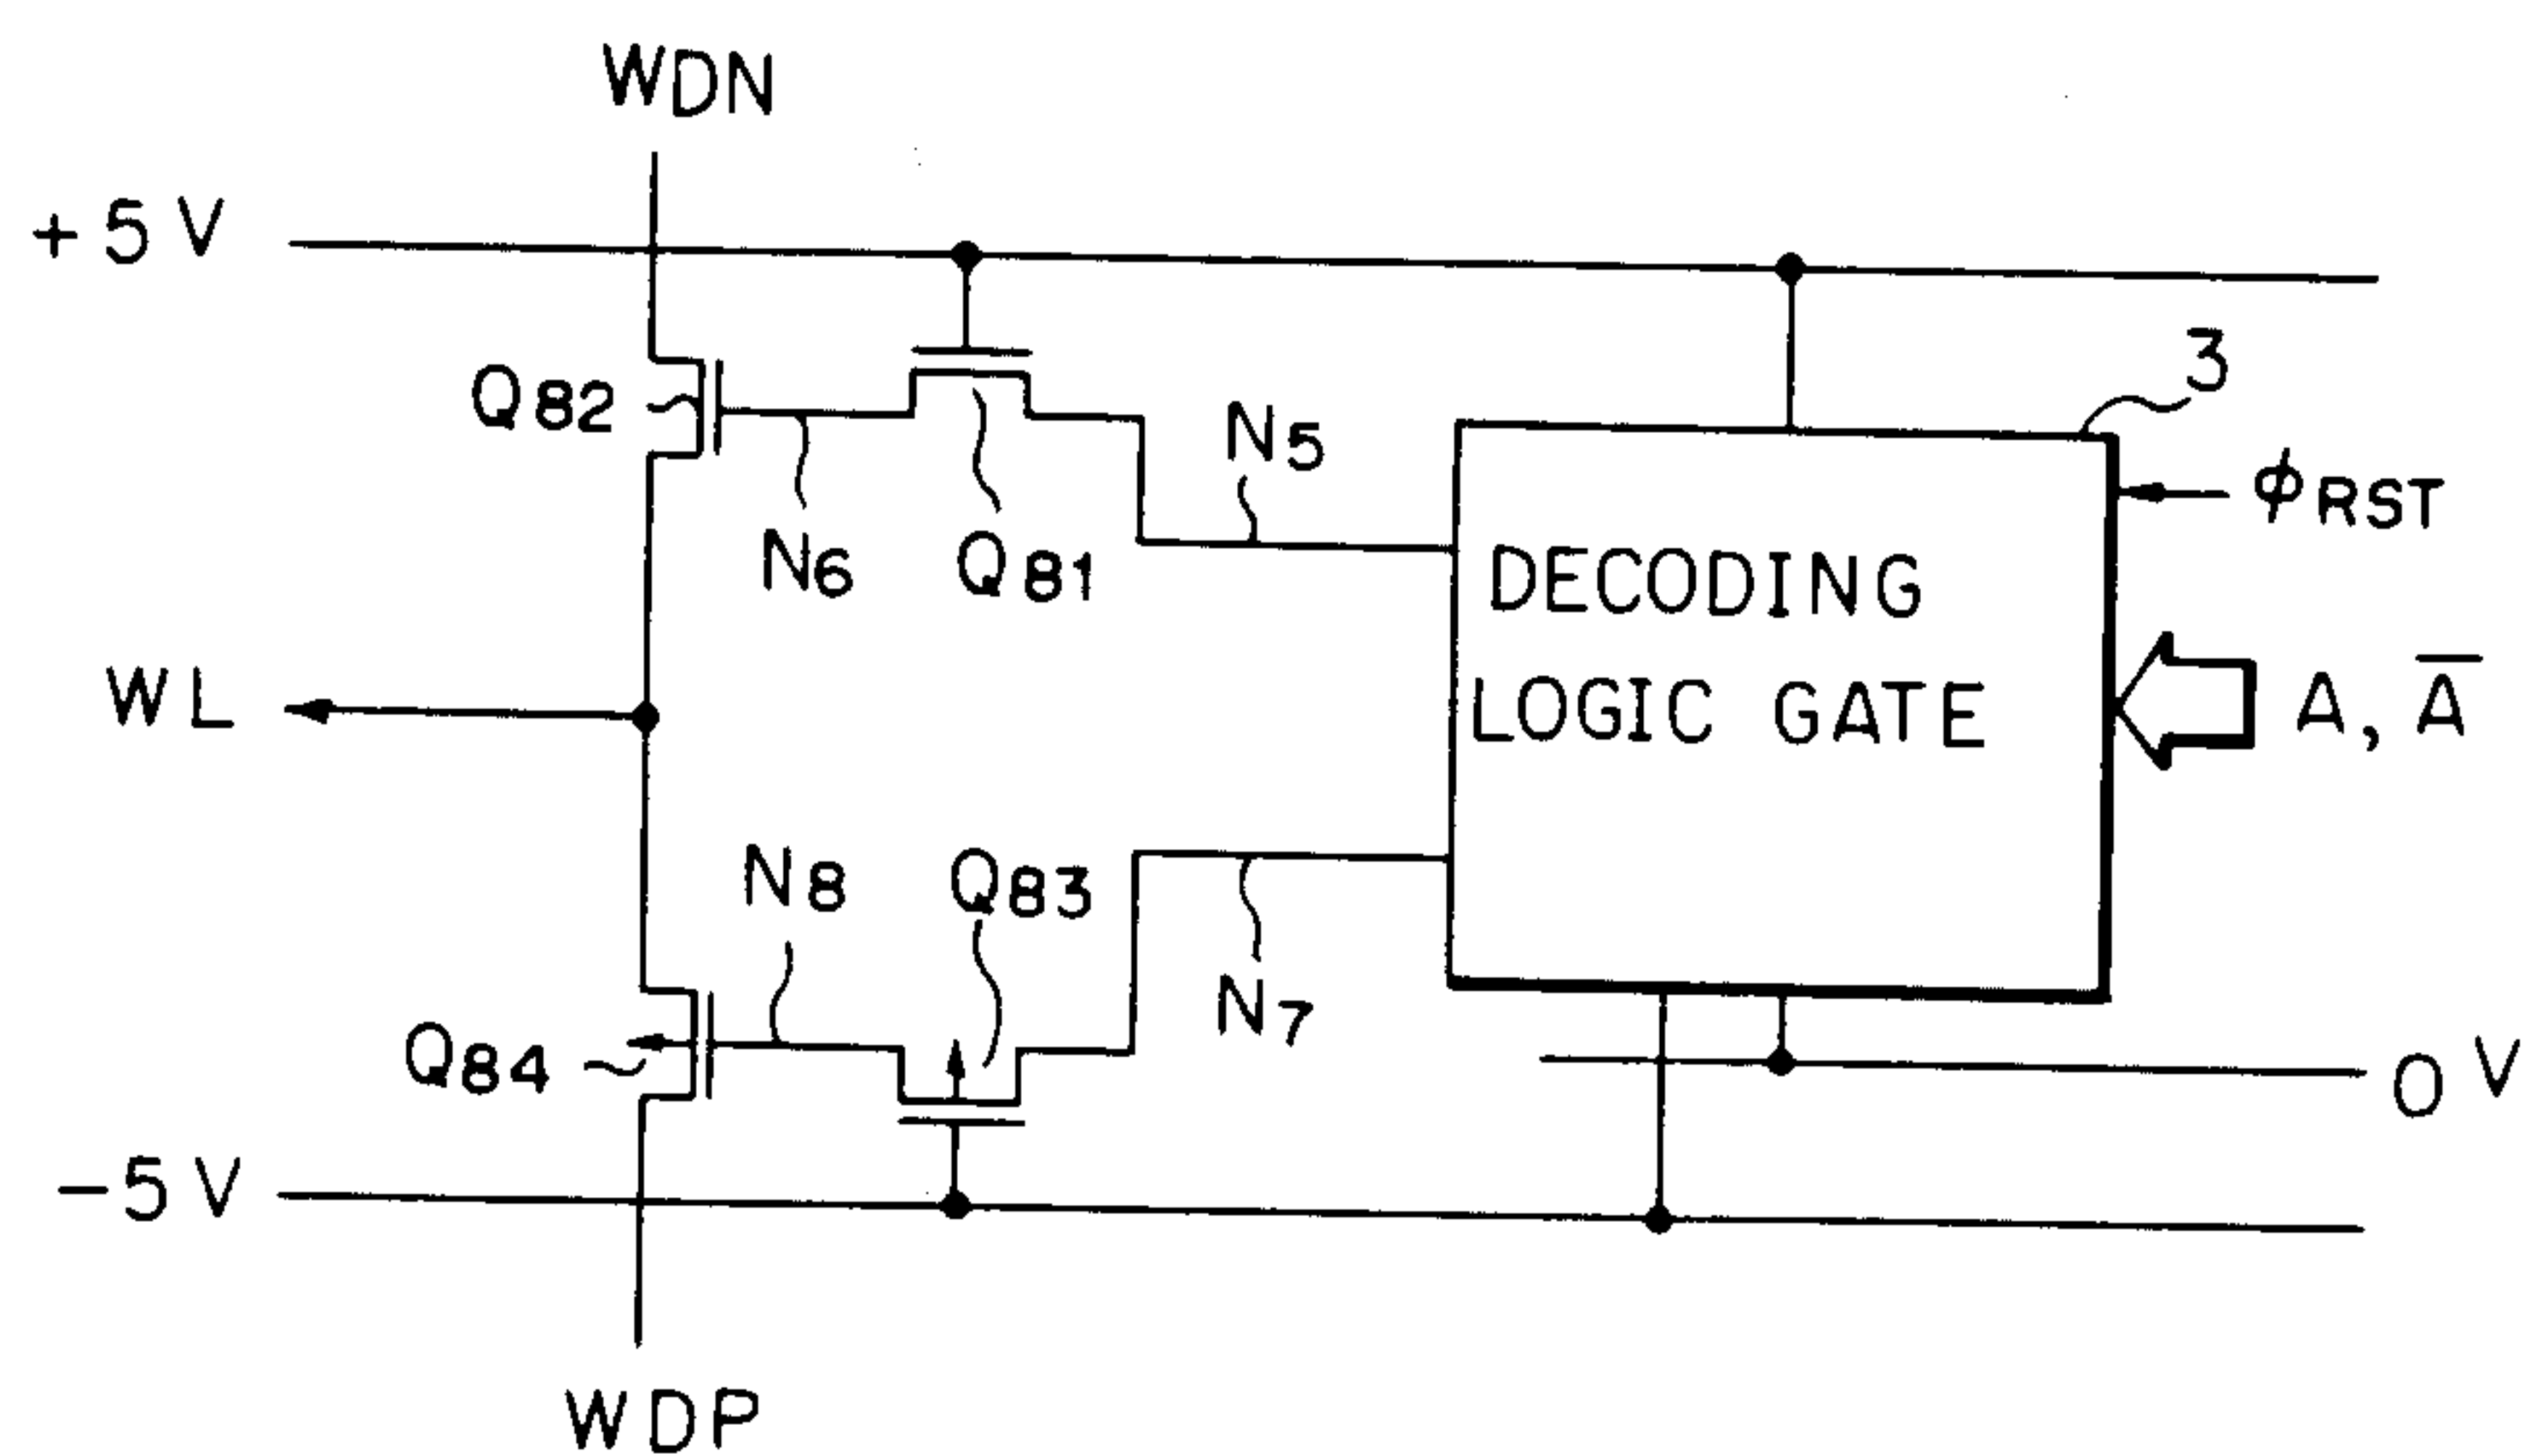 WDN
+5V
3
Q82
N5
ϕRST
N6
Q81
DECODING
LOGIC GATE
WL
A, A̅
N8
Q83
N7
Q84
0V
-5V
WDP